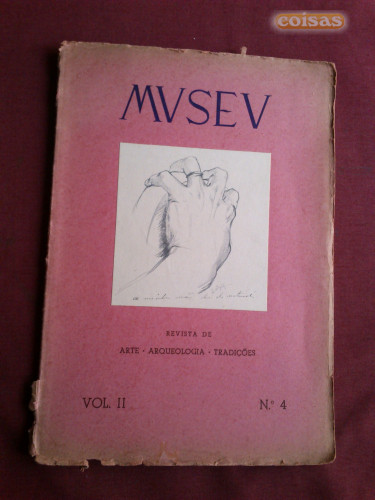 coisas
MVSEV
REVISTA DE
ARTE - ARQUEOLOGIA - TRADIÇÕES
VOL. II N.º 4